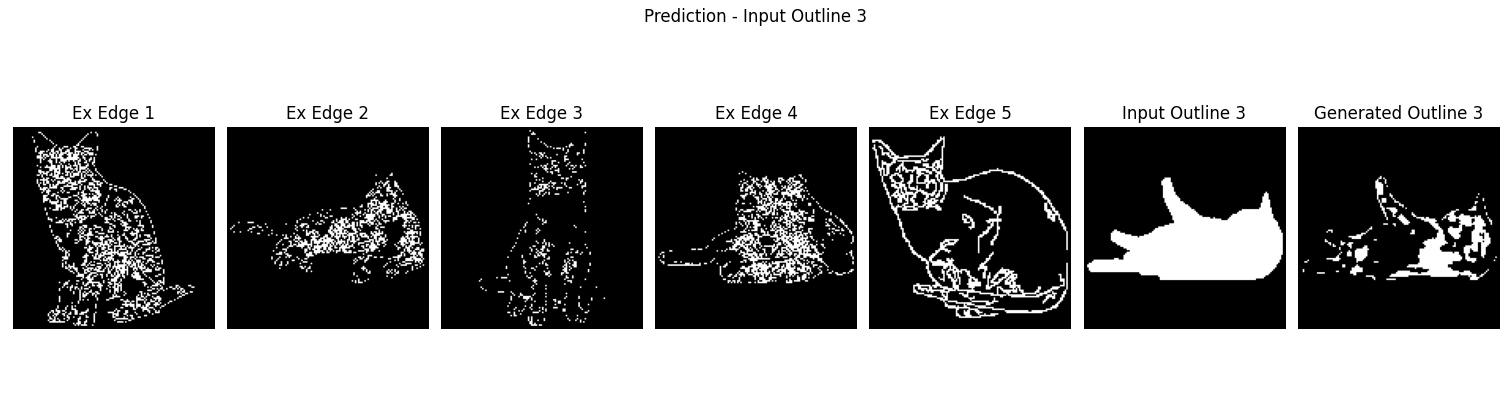 Prediction - Input Outline 3
Ex Edge 1
Ex Edge 2
Ex Edge 3
Ex Edge 4
Ex Edge 5
Input Outline 3
Generated Outline 3